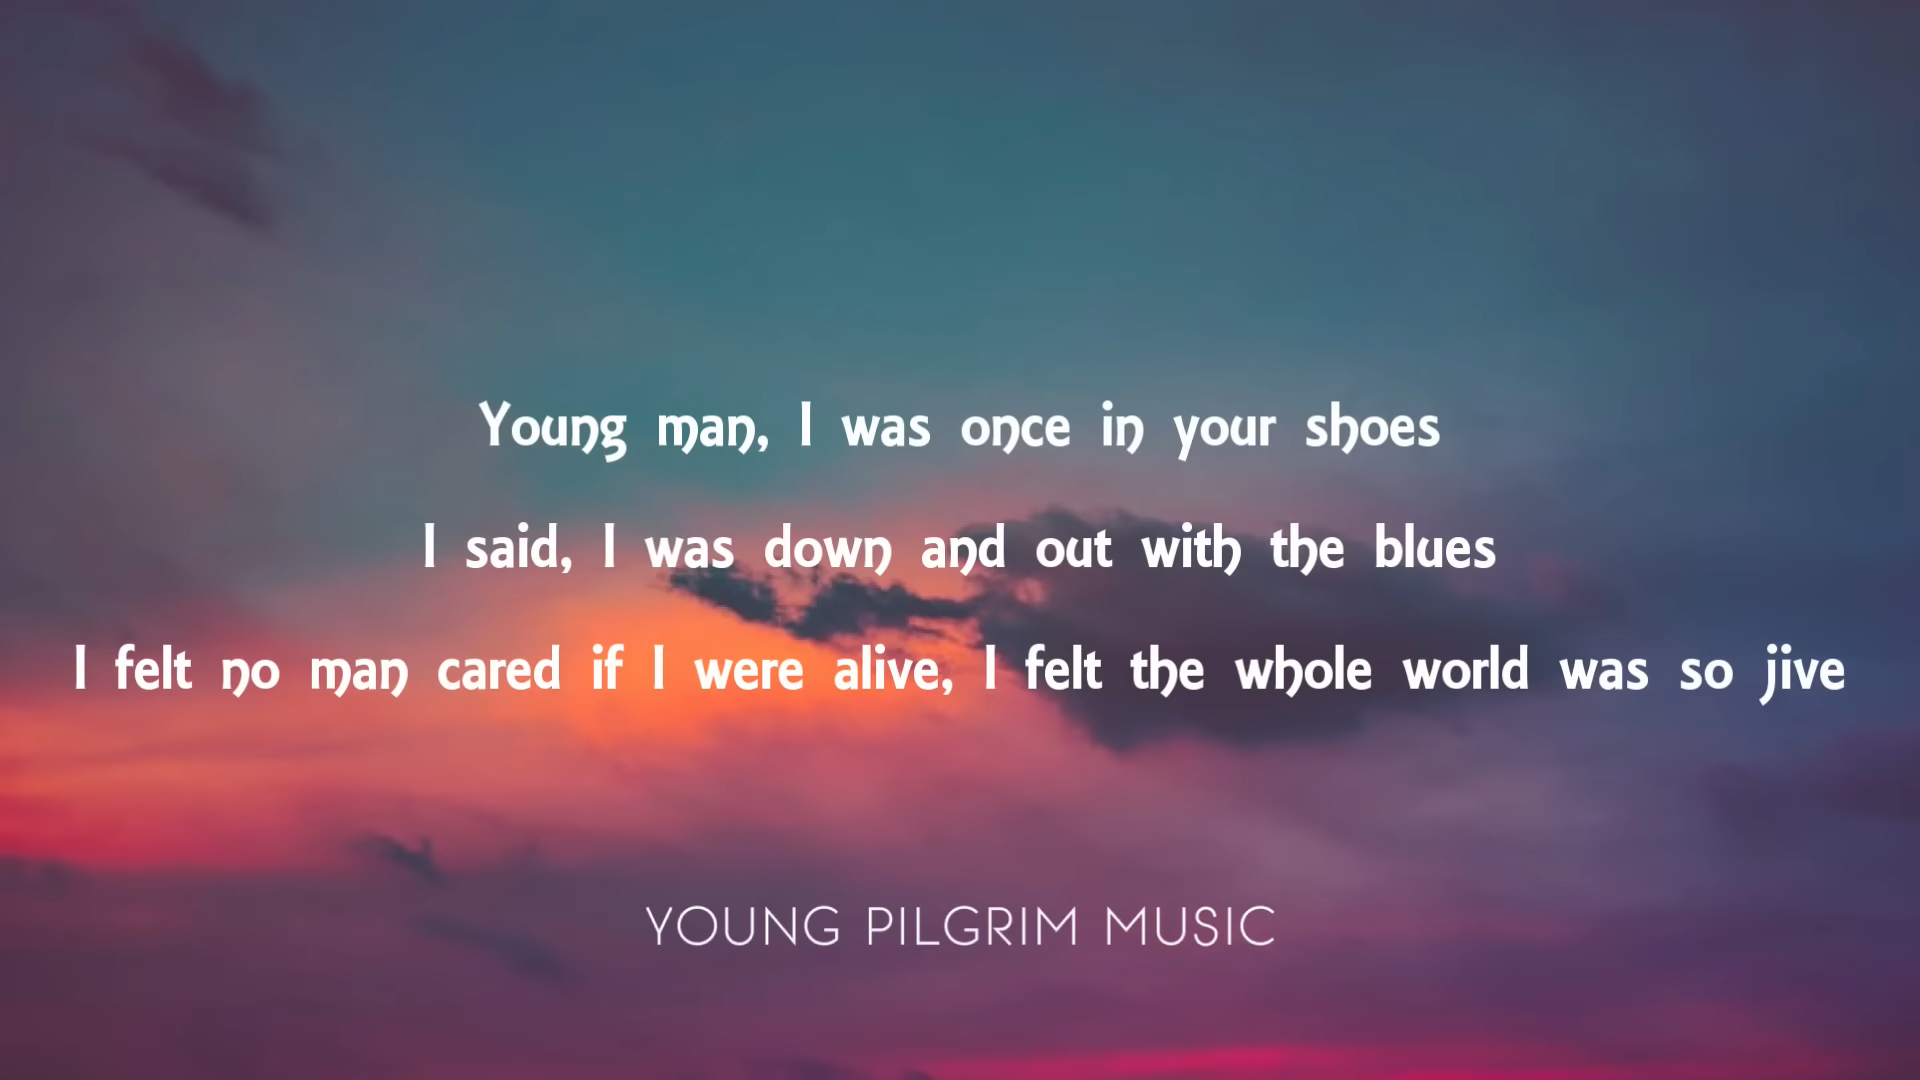 Young man, I was once in your shoes
I said, I was down and out with the blues
I felt no man cared if I were alive, I felt the whole world was so jive
YOUNG PILGRIM MUSIC